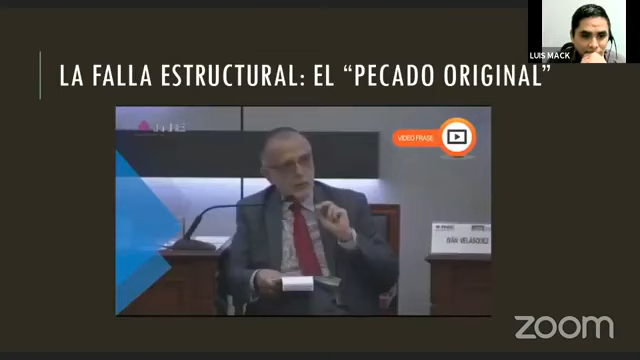 LUIS MACK
LA FALLA ESTRUCTURAL: EL “PECADO ORIGINAL”
VIDEO FRASE
IVÁN VELÁSQUEZ
zoom